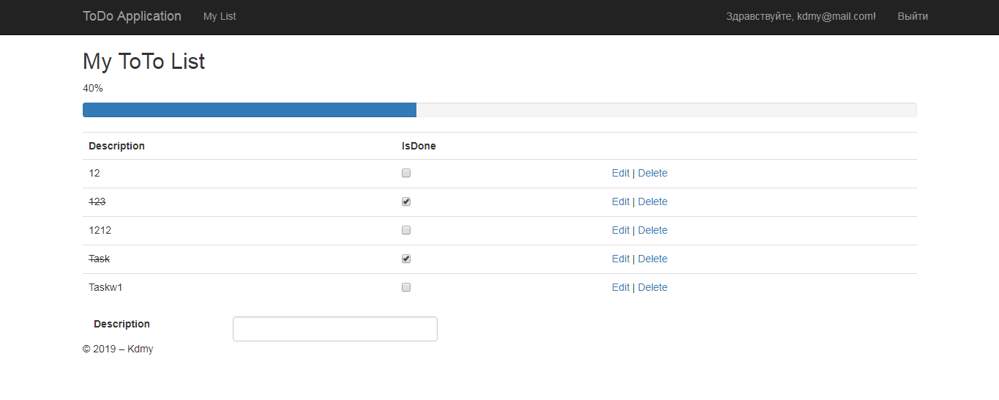 ToDo Application My List Здравствуйте, kdmy@mail.com! Выйти
My ToTo List
40%
Description IsDone
12 Edit | Delete
123 Edit | Delete
1212 Edit | Delete
Task Edit | Delete
Taskw1 Edit | Delete
Description
© 2019 – Kdmy